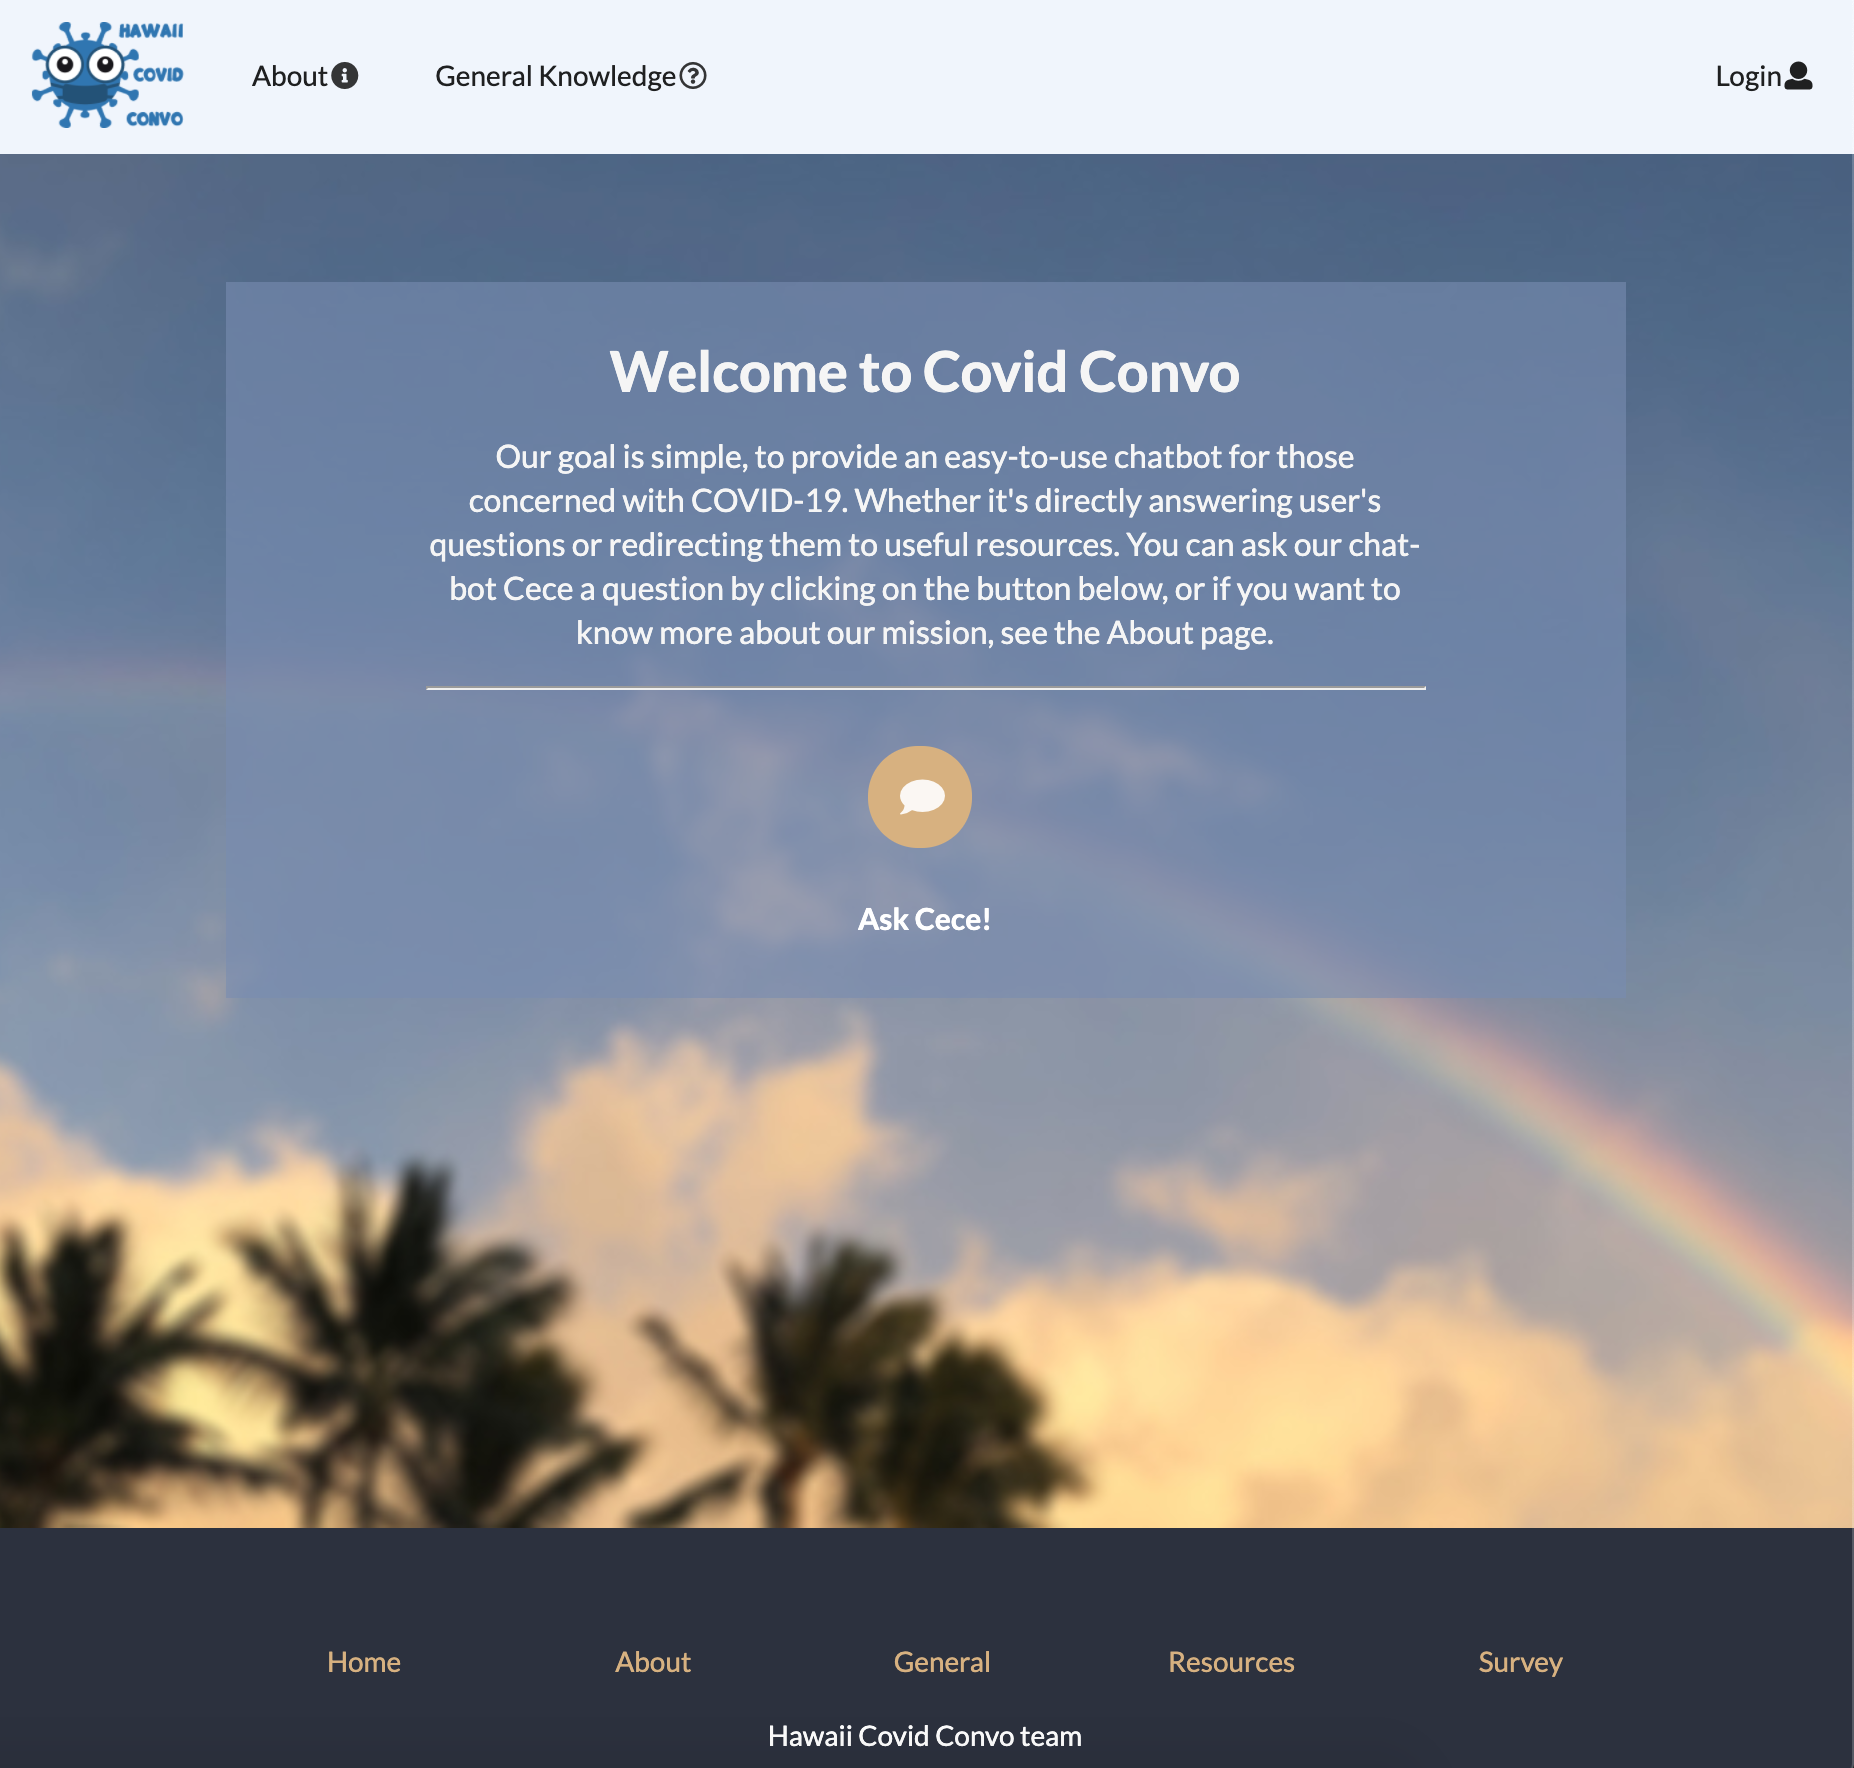 HAWAII
COVID
CONVO
About
General Knowledge
Login
Welcome to Covid Convo
Our goal is simple, to provide an easy-to-use chatbot for those
concerned with COVID-19. Whether it's directly answering user's
questions or redirecting them to useful resources. You can ask our chat-
bot Cece a question by clicking on the button below, or if you want to
know more about our mission, see the About page.
Ask Cece!
Home
About
General
Resources
Survey
Hawaii Covid Convo team